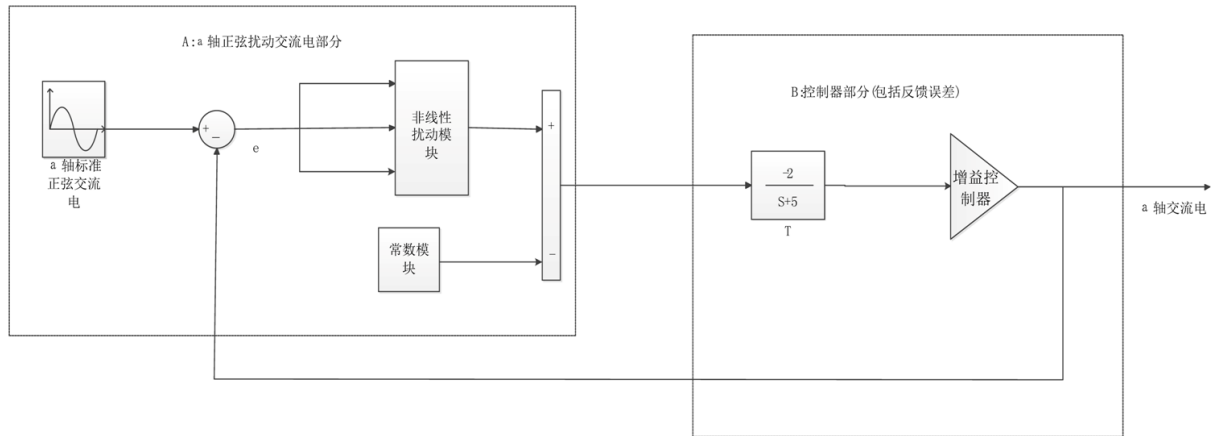 A:a 轴正弦扰动交流电部分
a 轴标准
正弦交流
电
+
−
e
非线性
扰动模
块
常数模
块
+
−
B:控制器部分(包括反馈误差)
-2
S+5
T
增益控
制器
a 轴交流电